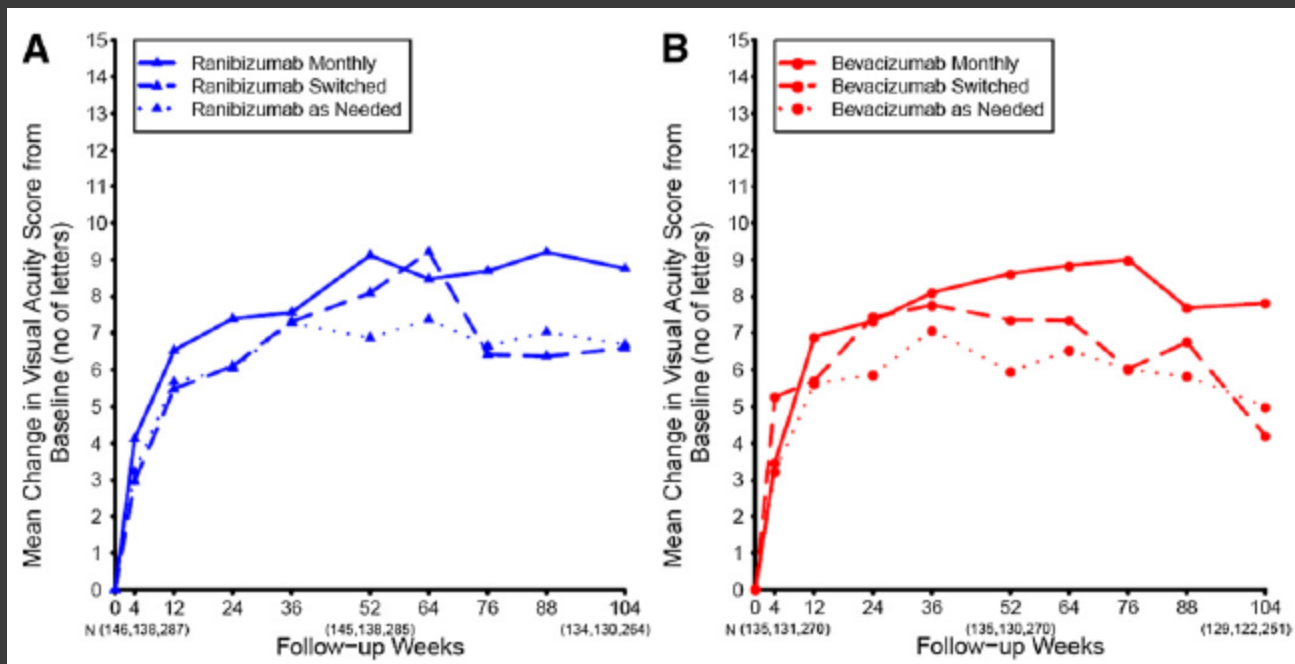 A
15
14
13
12
11
10
9
8
7
6
5
4
3
2
1
0
Mean Change in Visual Acuity Score from
Baseline (no of letters)
Ranibizumab Monthly
Ranibizumab Switched
Ranibizumab as Needed
0 4 12 24 36 52 64 76 88 104
N (146,138,287) (145,138,285) (134,130,264)
Follow-up Weeks
B
15
14
13
12
11
10
9
8
7
6
5
4
3
2
1
0
Mean Change in Visual Acuity Score from
Baseline (no of letters)
Bevacizumab Monthly
Bevacizumab Switched
Bevacizumab as Needed
0 4 12 24 36 52 64 76 88 104
N (135,131,270) (135,130,270) (129,122,251)
Follow-up Weeks